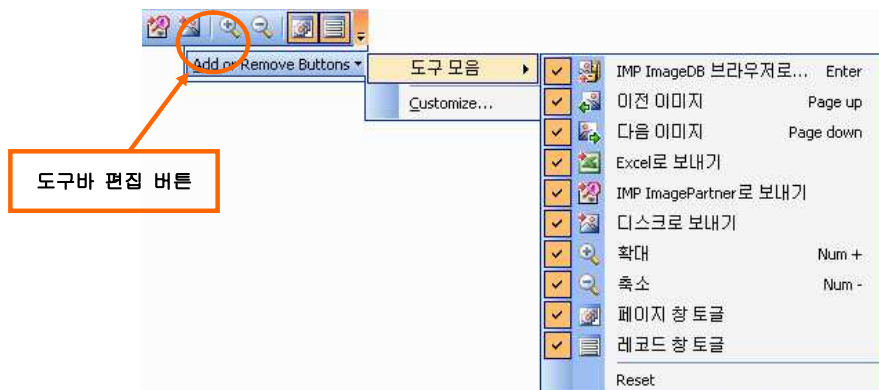 Add or Remove Buttons
도구 모음
Customize...
도구바 편집 버튼
IMP ImageDB 브라우저로... Enter
이전 이미지 Page up
다음 이미지 Page down
Excel로 보내기
IMP ImagePartner로 보내기
디스크로 보내기
확대 Num +
축소 Num -
페이지 창 토글
레코드 창 토글
Reset